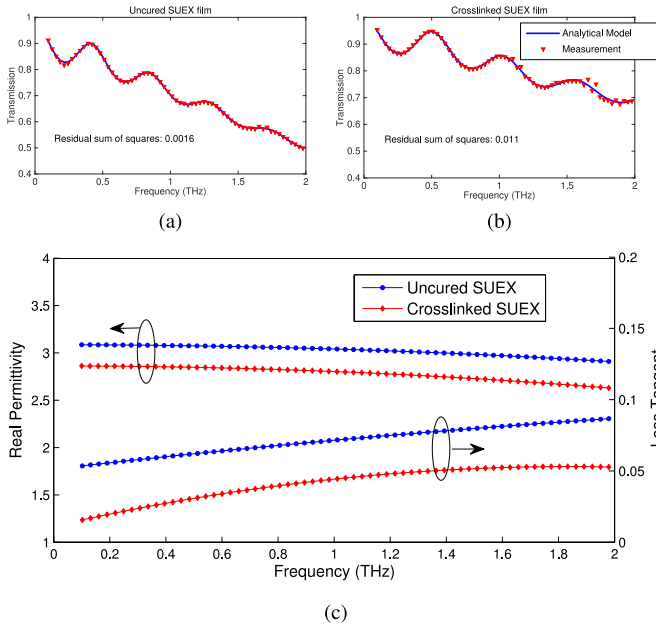 Uncured SUEX film
1
0.9
0.8
0.7
0.6
0.5
0.4
Transmission
Residual sum of squares: 0.0016
0 0.5 1 1.5 2
Frequency (THz)
(a)
Crosslinked SUEX film
1
0.9
0.8
0.7
0.6
0.5
0.4
Transmission
Analytical Model
Measurement
Residual sum of squares: 0.011
0 0.5 1 1.5 2
Frequency (THz)
(b)
4
3.5
3
2.5
2
1.5
1
Real Permittivity
Uncured SUEX
Crosslinked SUEX
0.2
0.15
0.1
0.05
0
Loss Tangent
0 0.2 0.4 0.6 0.8 1 1.2 1.4 1.6 1.8 2
Frequency (THz)
(c)